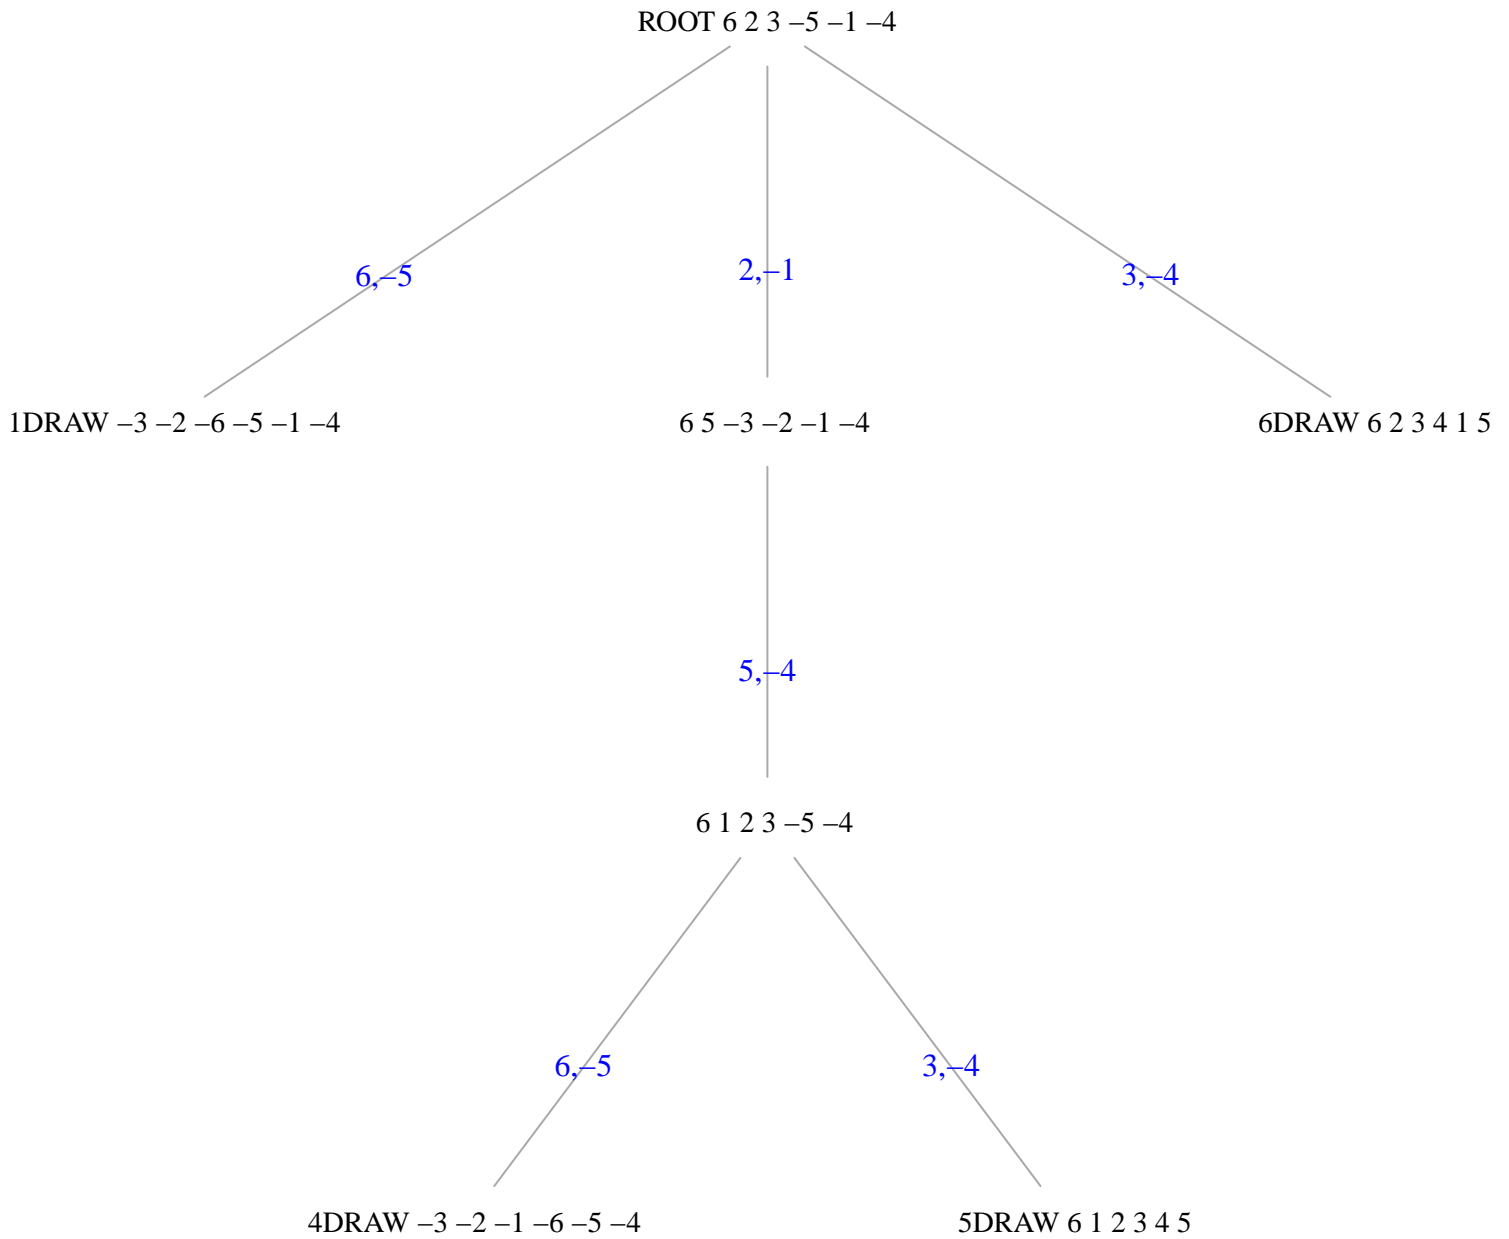 ROOT 6 2 3 –5 –1 –4
6,–5
2,–1
3,–4
1DRAW –3 –2 –6 –5 –1 –4
6 5 –3 –2 –1 –4
6DRAW 6 2 3 4 1 5
5,–4
6 1 2 3 –5 –4
6,–5
3,–4
4DRAW –3 –2 –1 –6 –5 –4
5DRAW 6 1 2 3 4 5